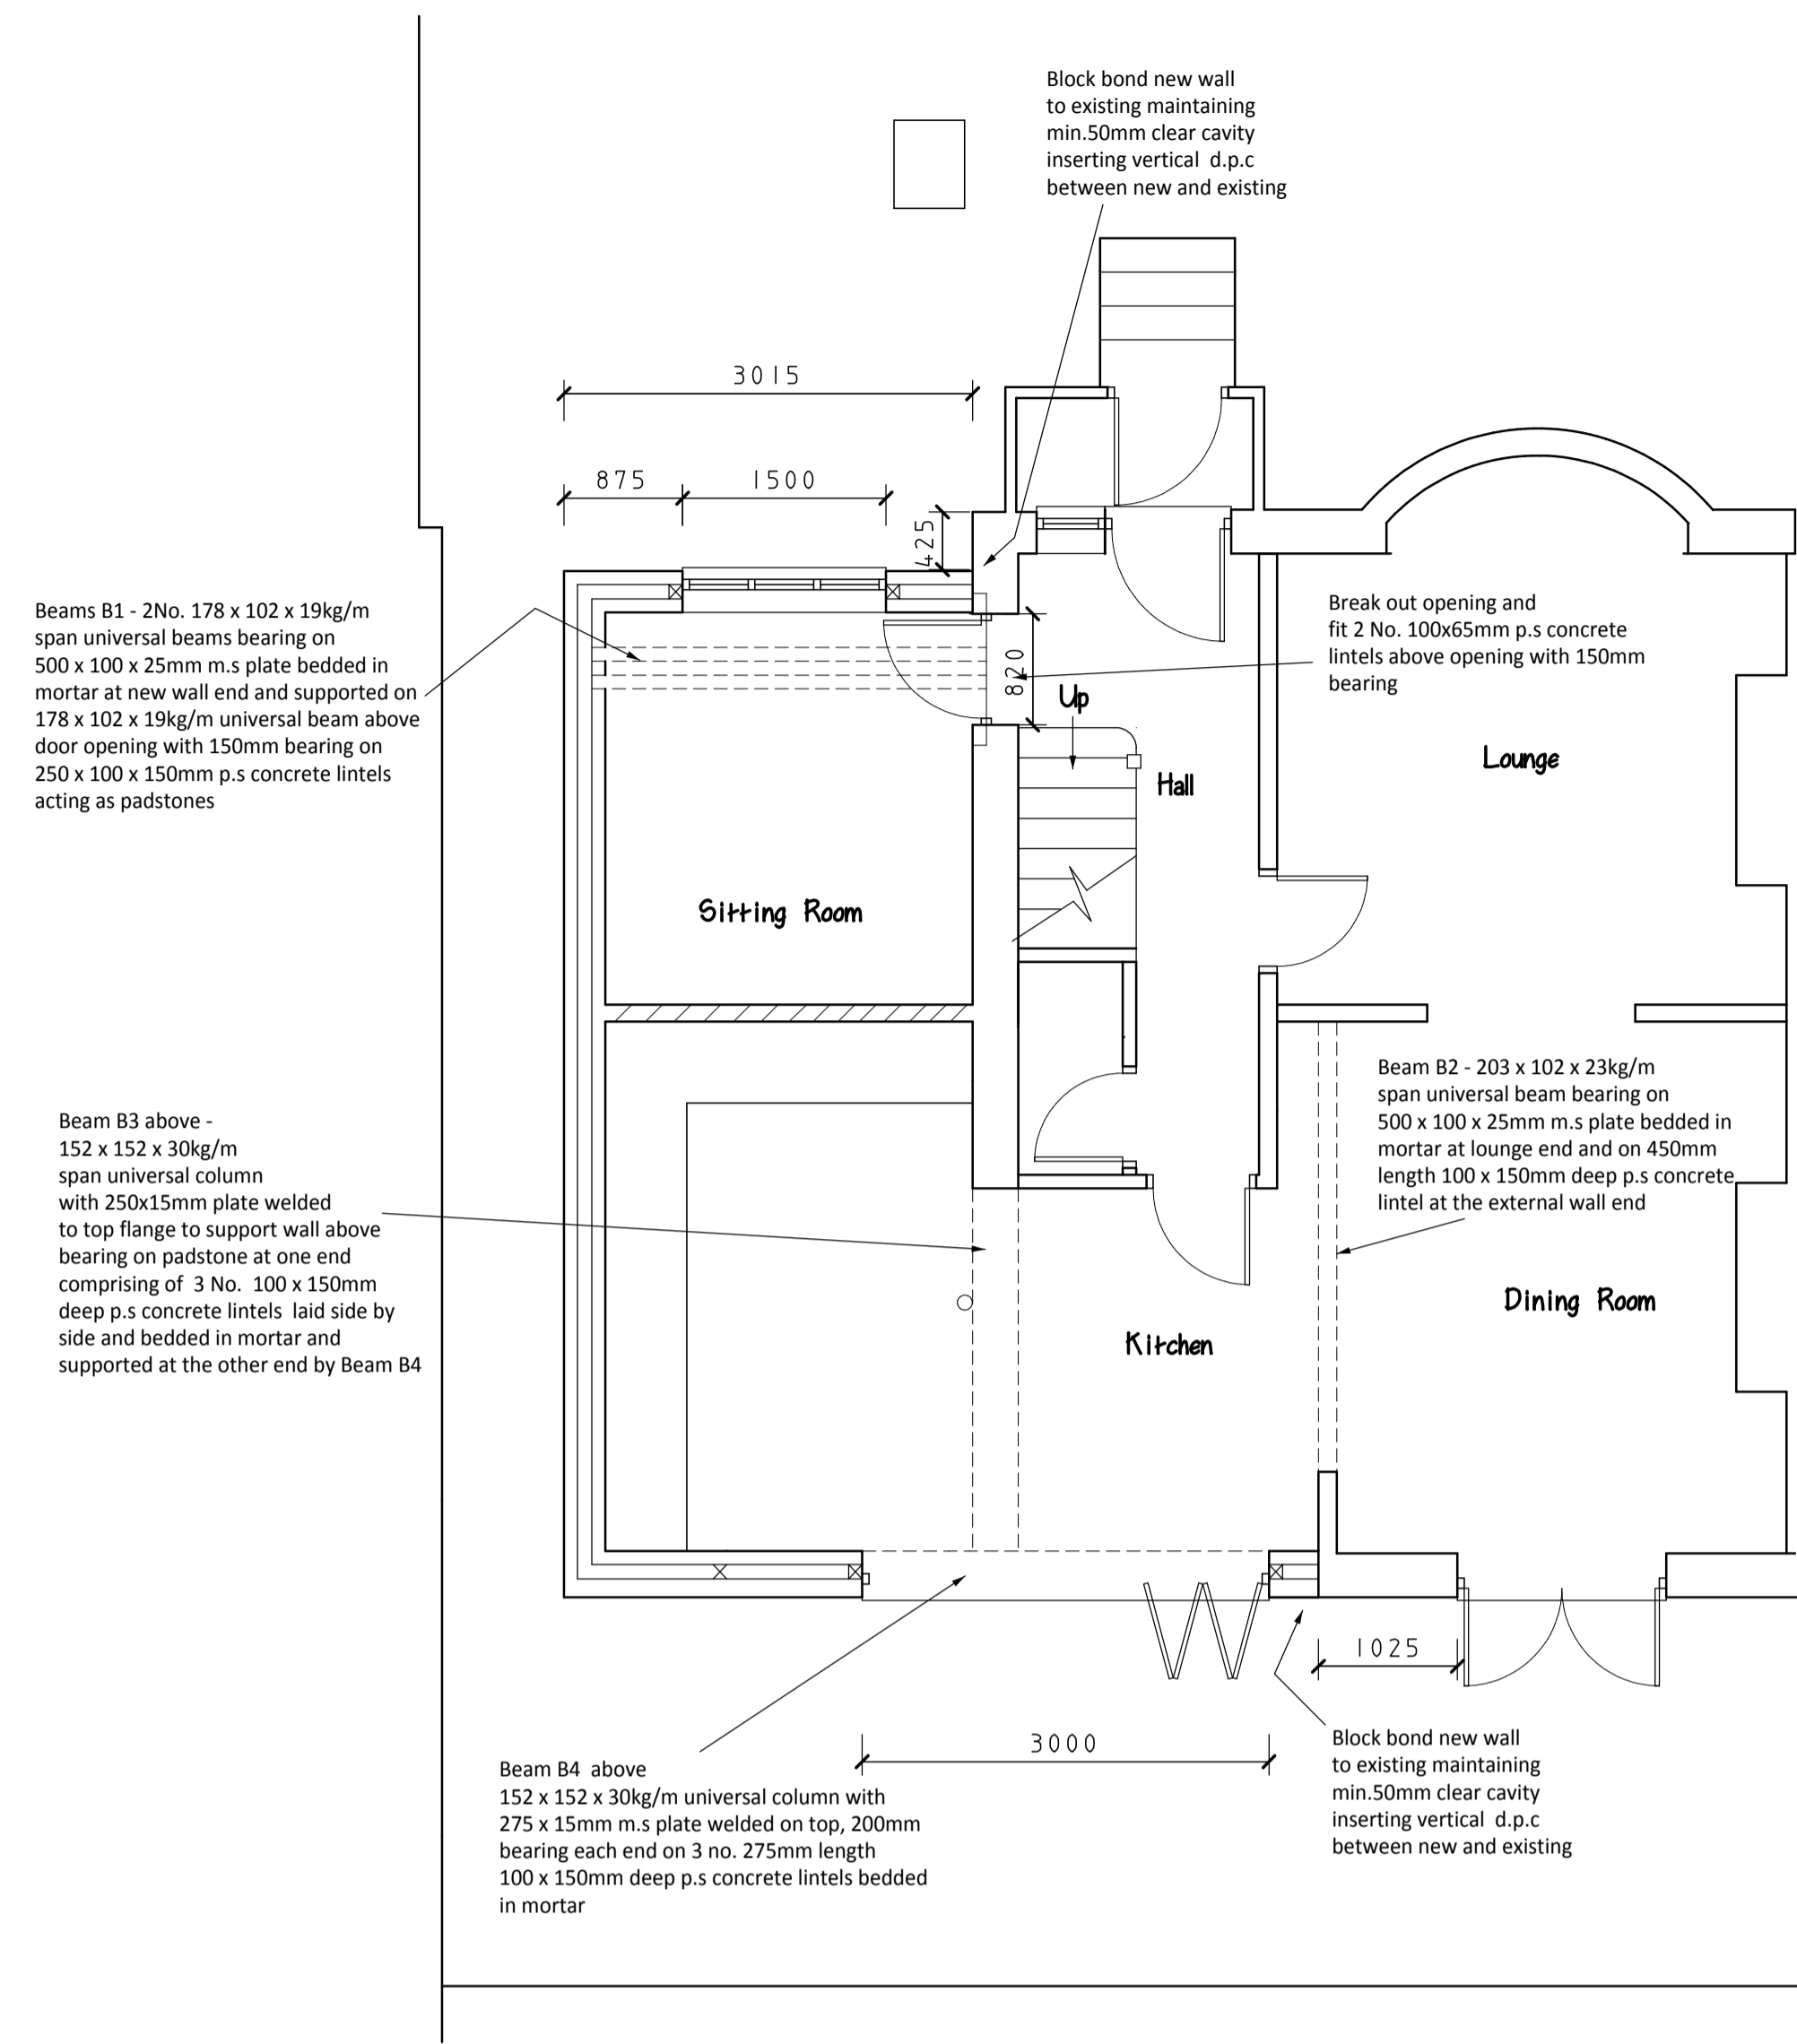 Block bond new wall
to existing maintaining
min.50mm clear cavity
inserting vertical d.p.c
between new and existing
3015
875
1500
425
Beams B1 - 2No. 178 x 102 x 19kg/m
span universal beams bearing on
500 x 100 x 25mm m.s plate bedded in
mortar at new wall end and supported on
178 x 102 x 19kg/m universal beam above
door opening with 150mm bearing on
250 x 100 x 150mm p.s concrete lintels
acting as padstones
Break out opening and
fit 2 No. 100x65mm p.s concrete
lintels above opening with 150mm
bearing
820
Up
Hall
Lounge
Sitting Room
Beam B2 - 203 x 102 x 23kg/m
span universal beam bearing on
500 x 100 x 25mm m.s plate bedded in
mortar at lounge end and on 450mm
length 100 x 150mm deep p.s concrete
lintel at the external wall end
Beam B3 above -
152 x 152 x 30kg/m
span universal column
with 250x15mm plate welded
to top flange to support wall above
bearing on padstone at one end
comprising of 3 No. 100 x 150mm
deep p.s concrete lintels laid side by
side and bedded in mortar and
supported at the other end by Beam B4
Dining Room
Kitchen
1025
3000
Beam B4 above
152 x 152 x 30kg/m universal column with
275 x 15mm m.s plate welded on top, 200mm
bearing each end on 3 no. 275mm length
100 x 150mm deep p.s concrete lintels bedded
in mortar
Block bond new wall
to existing maintaining
min.50mm clear cavity
inserting vertical d.p.c
between new and existing